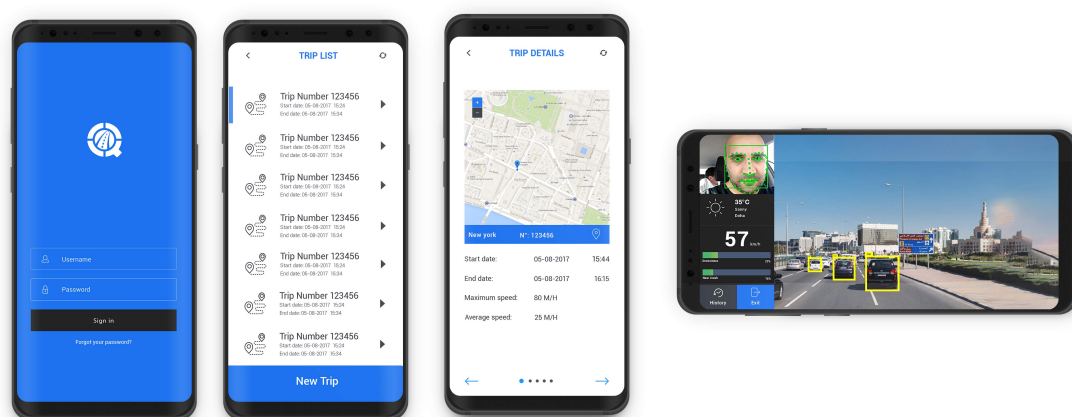 Username
Password
Sign in
Forgot your password?
TRIP LIST
Trip Number 123456
Start date: 05-08-2017 15:24
End date: 05-08-2017 15:34
Trip Number 123456
Start date: 05-08-2017 15:24
End date: 05-08-2017 15:34
Trip Number 123456
Start date: 05-08-2017 15:24
End date: 05-08-2017 15:34
Trip Number 123456
Start date: 05-08-2017 15:24
End date: 05-08-2017 15:34
Trip Number 123456
Start date: 05-08-2017 15:24
End date: 05-08-2017 15:34
Trip Number 123456
Start date: 05-08-2017 15:24
End date: 05-08-2017 15:34
Trip Number 123456
Start date: 05-08-2017 15:24
End date: 05-08-2017 15:34
New Trip
TRIP DETAILS
New york N°: 123456
Start date: 05-08-2017 15:44
End date: 05-08-2017 16:15
Maximum speed: 80 M/H
Average speed: 25 M/H
35°C
Sunny
Doha
57 km/h
History Exit